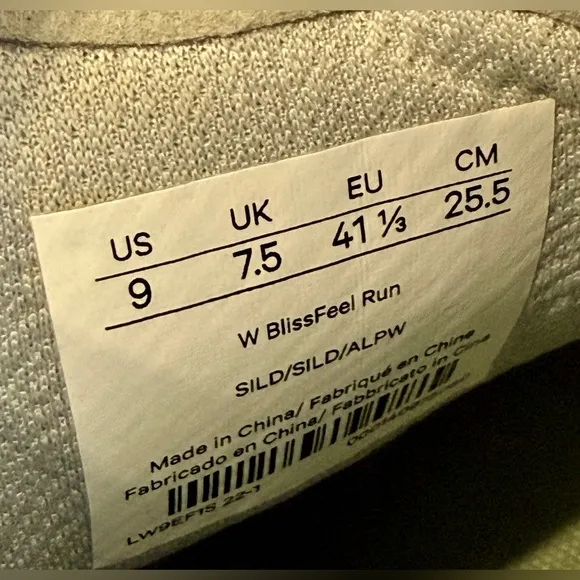 US UK EU CM
9 7.5 41 ⅓ 25.5
W BlissFeel Run
SILD/SILD/ALPW
Made in China/ Fabriqué en Chine
Fabricado en China/ Fabbricato in Cina
LW9EF1S 22-1